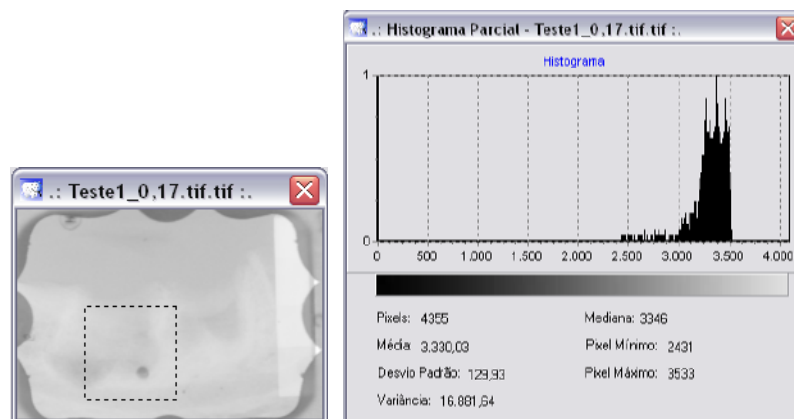 .: Teste1_0,17.tif.tif :.
.: Histograma Parcial - Teste1_0,17.tif.tif :.
Histograma
1
0
0 500 1.000 1.500 2.000 2.500 3.000 3.500 4.000
Pixels: 4355
Mediana: 3346
Média: 3.330,03
Pixel Mínimo: 2431
Desvio Padrão: 129,93
Pixel Máximo: 3533
Variância: 16.881,64